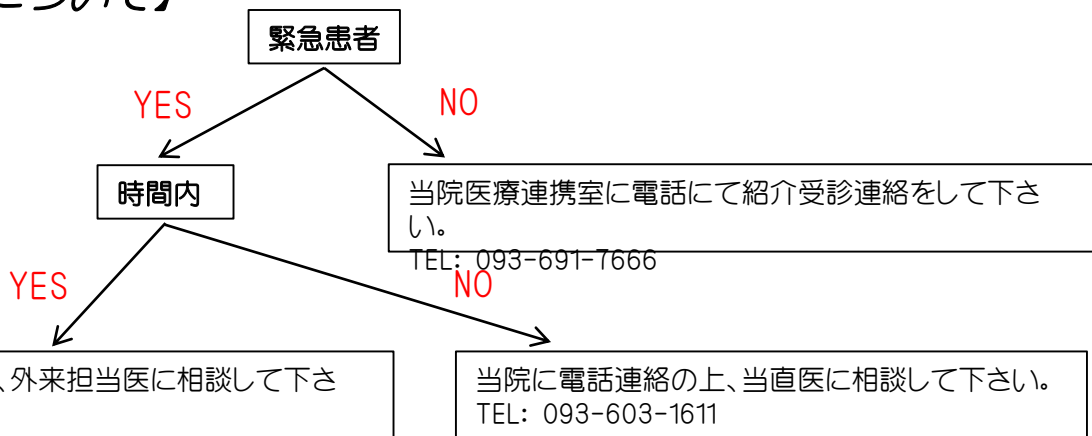 について】
緊急患者
YES
NO
時間内
当院医療連携室に電話にて紹介受診連絡をして下さ
い。
TEL: 093-691-7666
YES
NO
、外来担当医に相談して下さ
当院に電話連絡の上、当直医に相談して下さい。
TEL: 093-603-1611